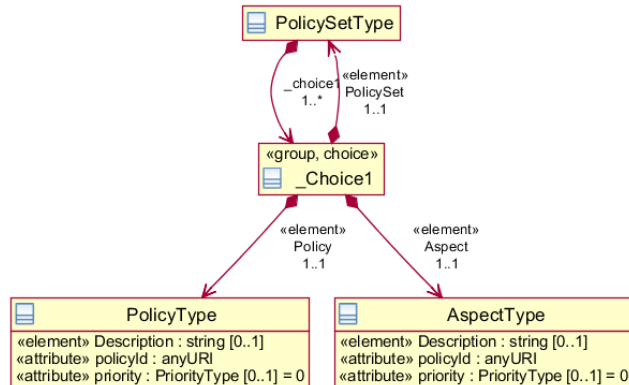 PolicySetType
_choice1
1..*
«element»
PolicySet
1..1
«group, choice»
_Choice1
«element»
Policy
1..1
«element»
Aspect
1..1
PolicyType
«element» Description : string [0..1]
«attribute» policyId : anyURI
«attribute» priority : PriorityType [0..1] = 0
AspectType
«element» Description : string [0..1]
«attribute» policyId : anyURI
«attribute» priority : PriorityType [0..1] = 0